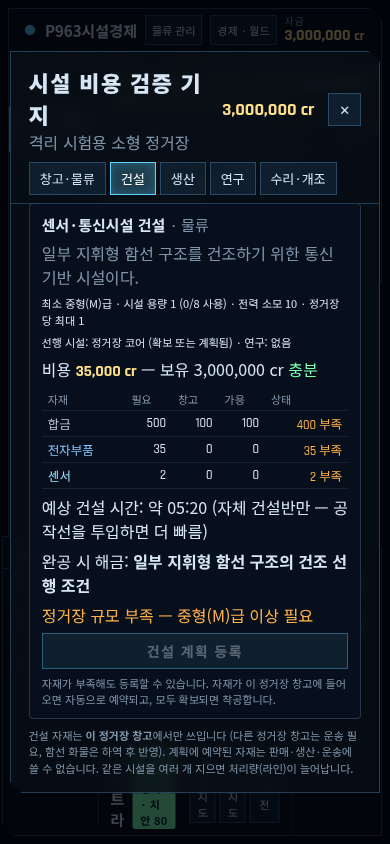 P963시설경제 물류 관리 경제 · 월드 자금 3,000,000 cr
시설 비용 검증 기
지
3,000,000 cr ×
격리 시험용 소형 정거장
창고·물류 건설 생산 연구 수리·개조
센서·통신시설 건설 · 물류
일부 지휘형 함선 구조를 건조하기 위한 통신
기반 시설이다.
최소 중형(M)급 · 시설 용량 1 (0/8 사용) · 전력 소모 10 · 정거장
당 최대 1
선행 시설: 정거장 코어 (확보 또는 계획됨) · 연구: 없음
비용 35,000 cr — 보유 3,000,000 cr 충분
자재 필요 창고 가용 상태
합금 500 100 100 400 부족
전자부품 35 0 0 35 부족
센서 2 0 0 2 부족
예상 건설 시간: 약 05:20 (자체 건설반만 — 공
작선을 투입하면 더 빠름)
완공 시 해금: 일부 지휘형 함선 구조의 건조 선
행 조건
정거장 규모 부족 — 중형(M)급 이상 필요
건설 계획 등록
자재가 부족해도 등록할 수 있습니다. 자재가 이 정거장 창고에 들어
오면 자동으로 예약되고, 모두 확보되면 착공합니다.
건설 자재는 이 정거장 창고에서만 쓰입니다 (다른 정거장 창고는 운송 필
요, 함선 화물은 하역 후 반영). 계획에 예약된 자재는 판매·생산·운송에
쓸 수 없습니다. 같은 시설을 여러 개 지으면 처리량(라인)이 늘어납니다.
트
라
· 치
안 80
지
도
지
도
전